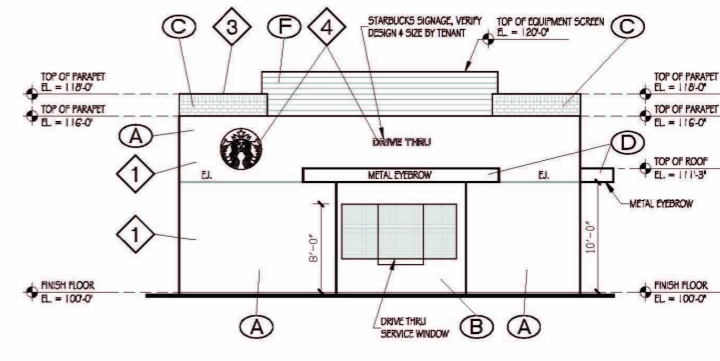 C
3
F
4
STARBUCKS SIGNAGE, VERIFY
DESIGN & SIZE BY TENANT
TOP OF EQUIPMENT SCREEN
EL. = 120'-0"
C
TOP OF PARAPET
EL. = 118'-0"
TOP OF PARAPET
EL. = 118'-0"
TOP OF PARAPET
EL. = 116'-0"
TOP OF PARAPET
EL. = 116'-0"
A
DRIVE THRU
D
1
E.J.
METAL EYEBROW
E.J.
TOP OF ROOF
EL. = 111'-3"
METAL EYEBROW
1
8'-0"
10'-0"
FINISH FLOOR
EL. = 100'-0"
FINISH FLOOR
EL. = 100'-0"
A
DRIVE THRU
SERVICE WINDOW
B
A